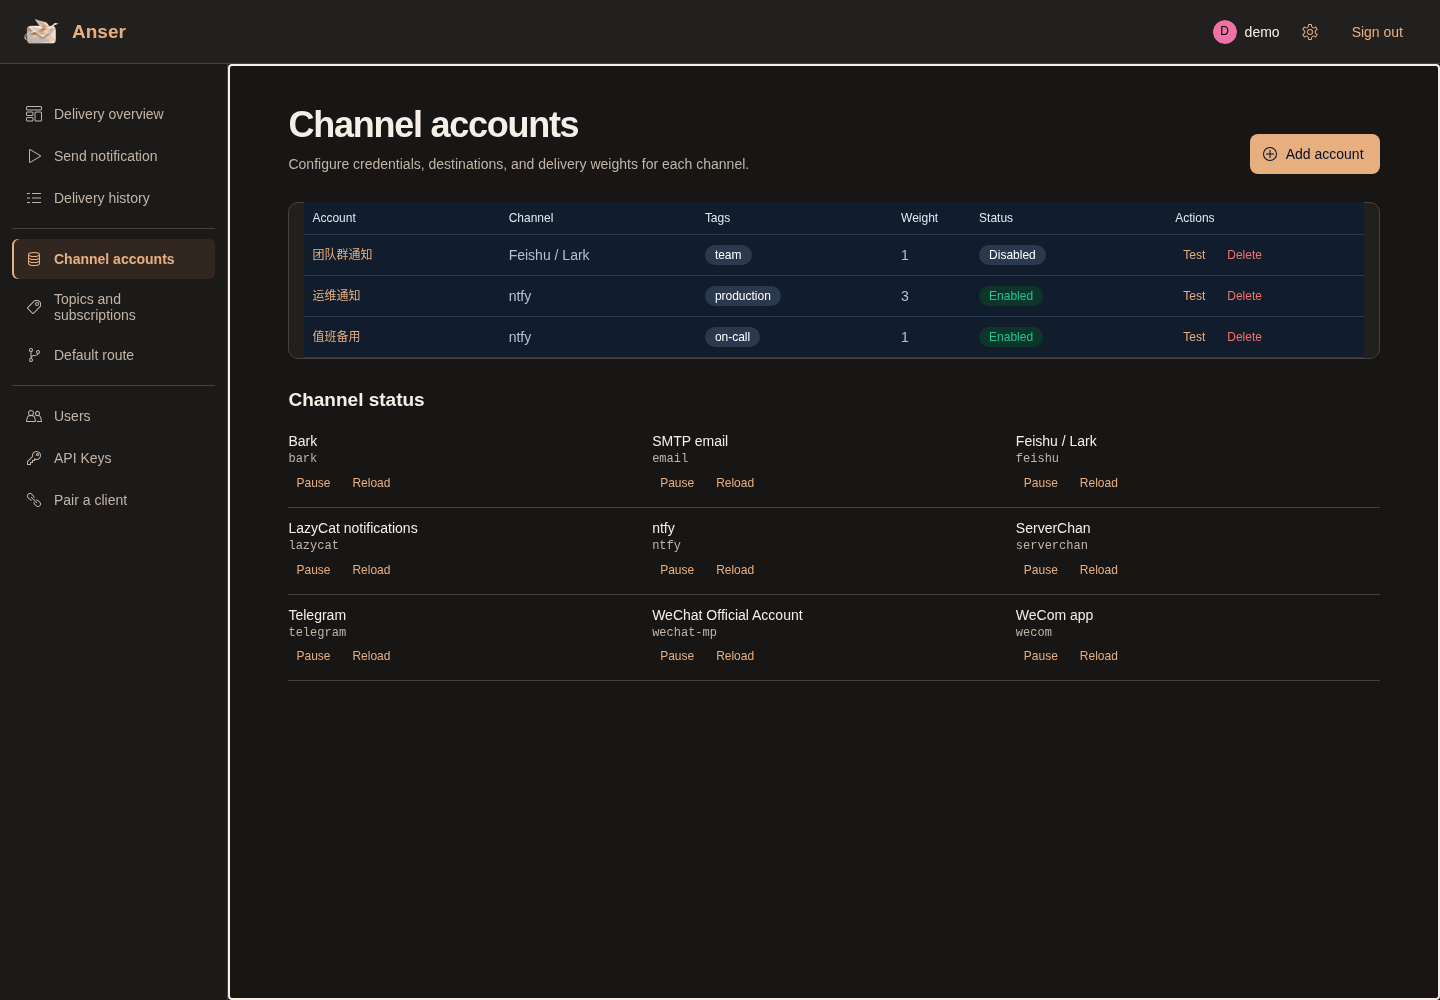 Anser
D
demo
Sign out
Delivery overview
Send notification
Delivery history
Channel accounts
Topics and
subscriptions
Default route
Users
API Keys
Pair a client
Channel accounts
Configure credentials, destinations, and delivery weights for each channel.
Add account
Account Channel Tags Weight Status Actions
团队群通知 Feishu / Lark team 1 Disabled Test Delete
运维通知 ntfy production 3 Enabled Test Delete
值班备用 ntfy on-call 1 Enabled Test Delete
Channel status
Bark SMTP email Feishu / Lark
bark email feishu
Pause Reload Pause Reload Pause Reload
LazyCat notifications ntfy ServerChan
lazycat ntfy serverchan
Pause Reload Pause Reload Pause Reload
Telegram WeChat Official Account WeCom app
telegram wechat-mp wecom
Pause Reload Pause Reload Pause Reload